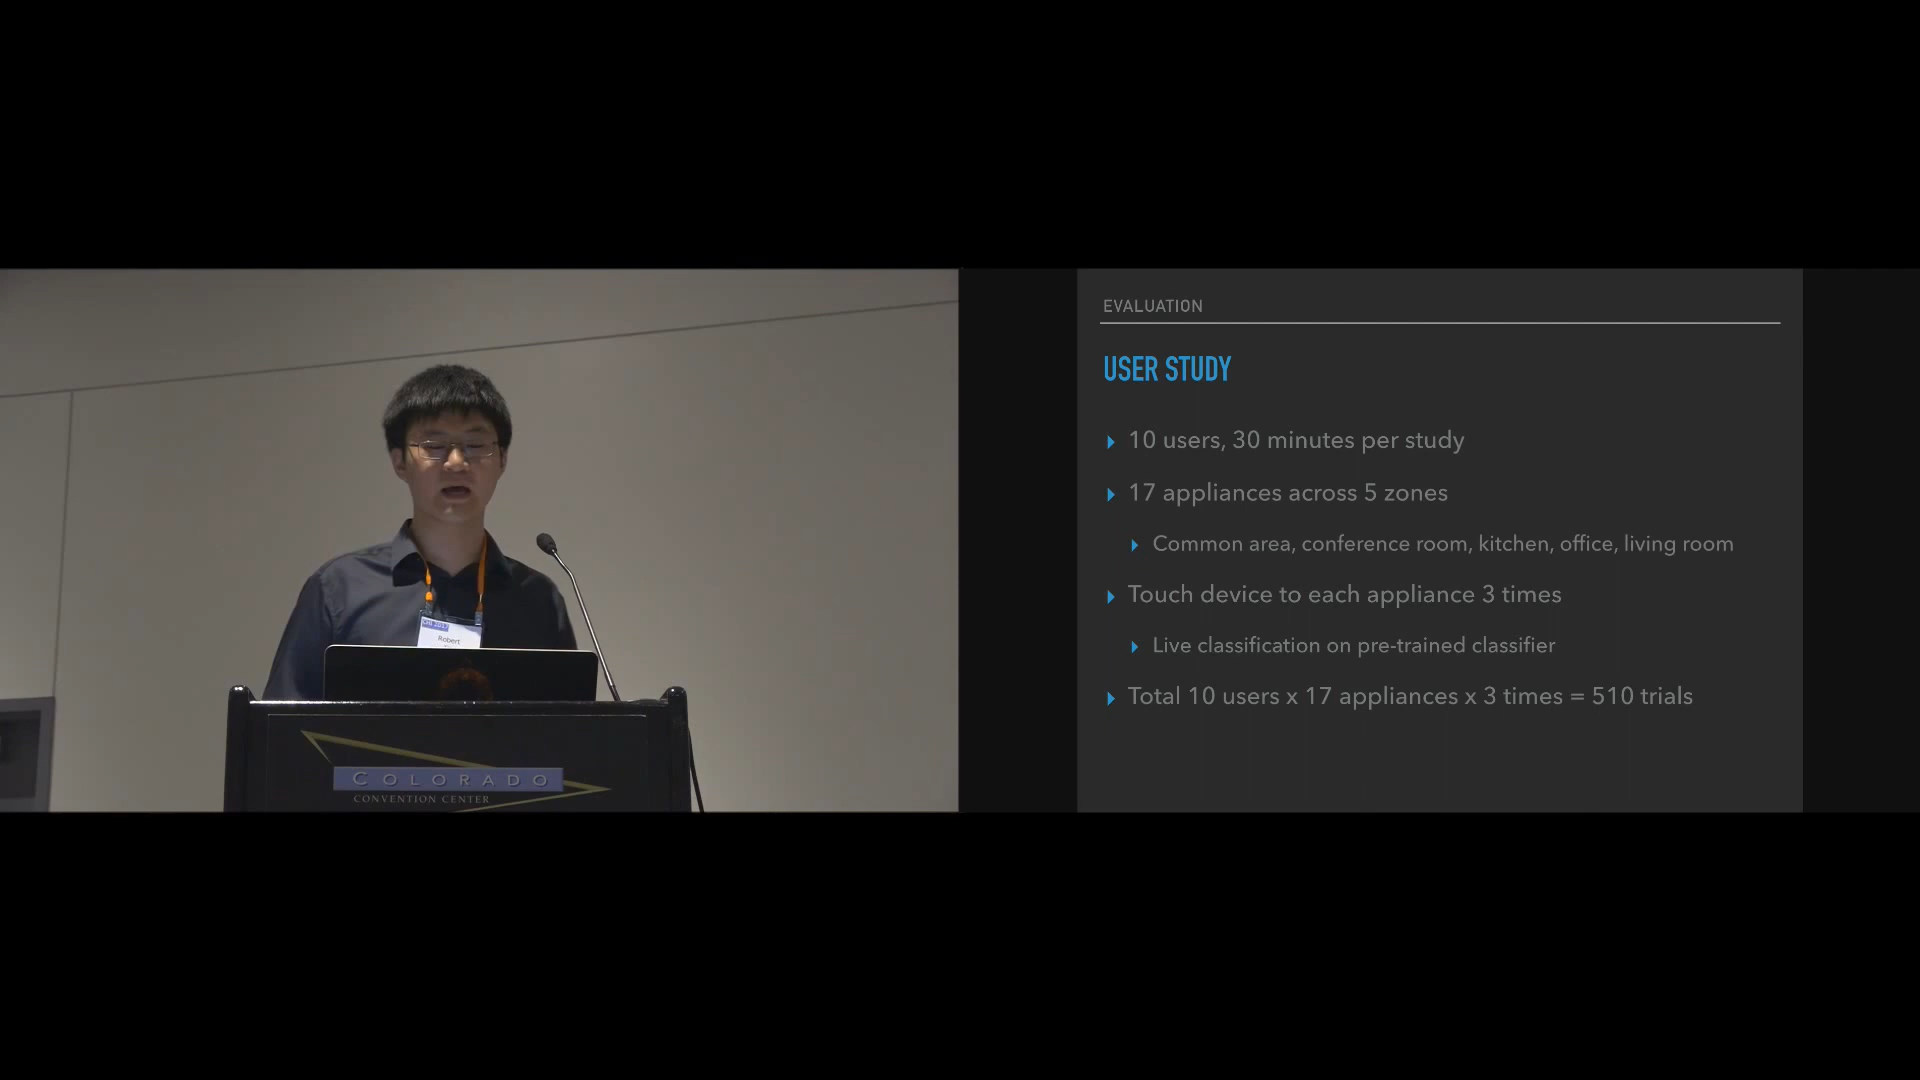 CHI 2017
Robert
COLORADO
CONVENTION CENTER
EVALUATION
USER STUDY
10 users, 30 minutes per study
17 appliances across 5 zones
Common area, conference room, kitchen, office, living room
Touch device to each appliance 3 times
Live classification on pre-trained classifier
Total 10 users x 17 appliances x 3 times = 510 trials